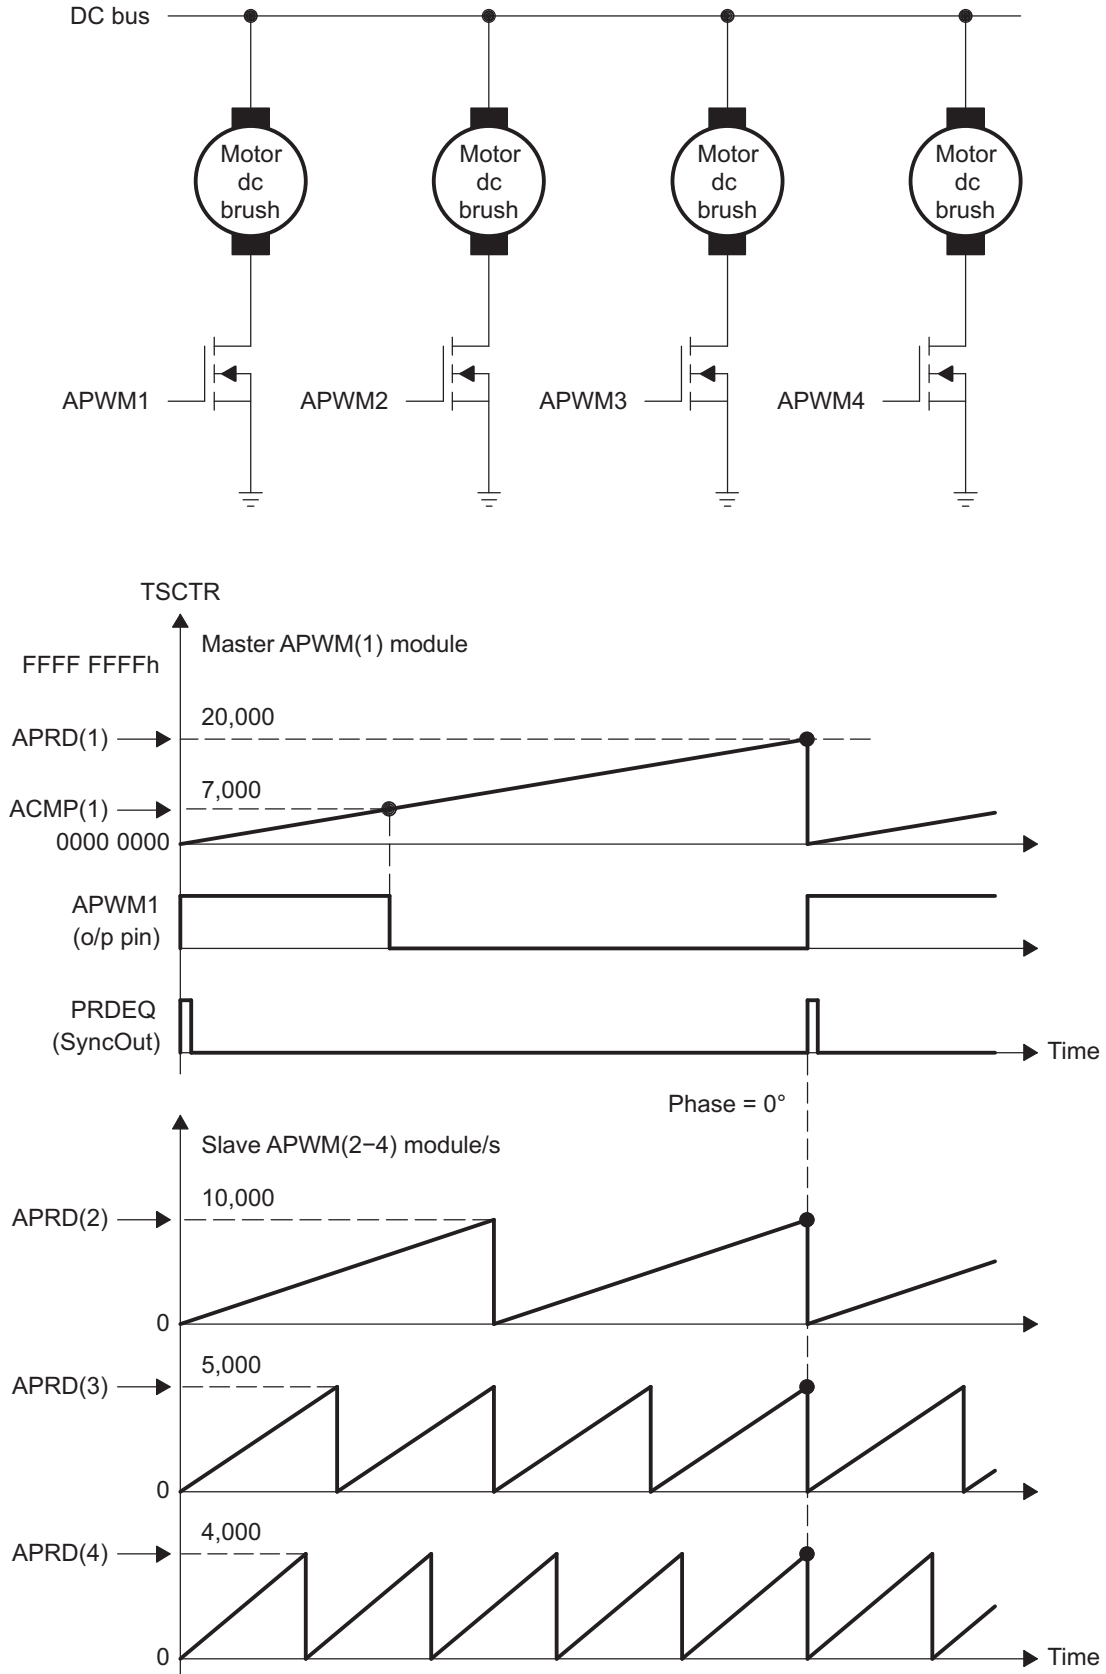 DC bus
Motor
dc
brush
Motor
dc
brush
Motor
dc
brush
Motor
dc
brush
APWM1
APWM2
APWM3
APWM4
TSCTR
Master APWM(1) module
FFFF FFFFh
20,000
APRD(1)
7,000
ACMP(1)
0000 0000
APWM1
(o/p pin)
PRDEQ
(SyncOut)
Time
Phase = 0°
Slave APWM(2−4) module/s
10,000
APRD(2)
0
5,000
APRD(3)
0
4,000
APRD(4)
0
Time